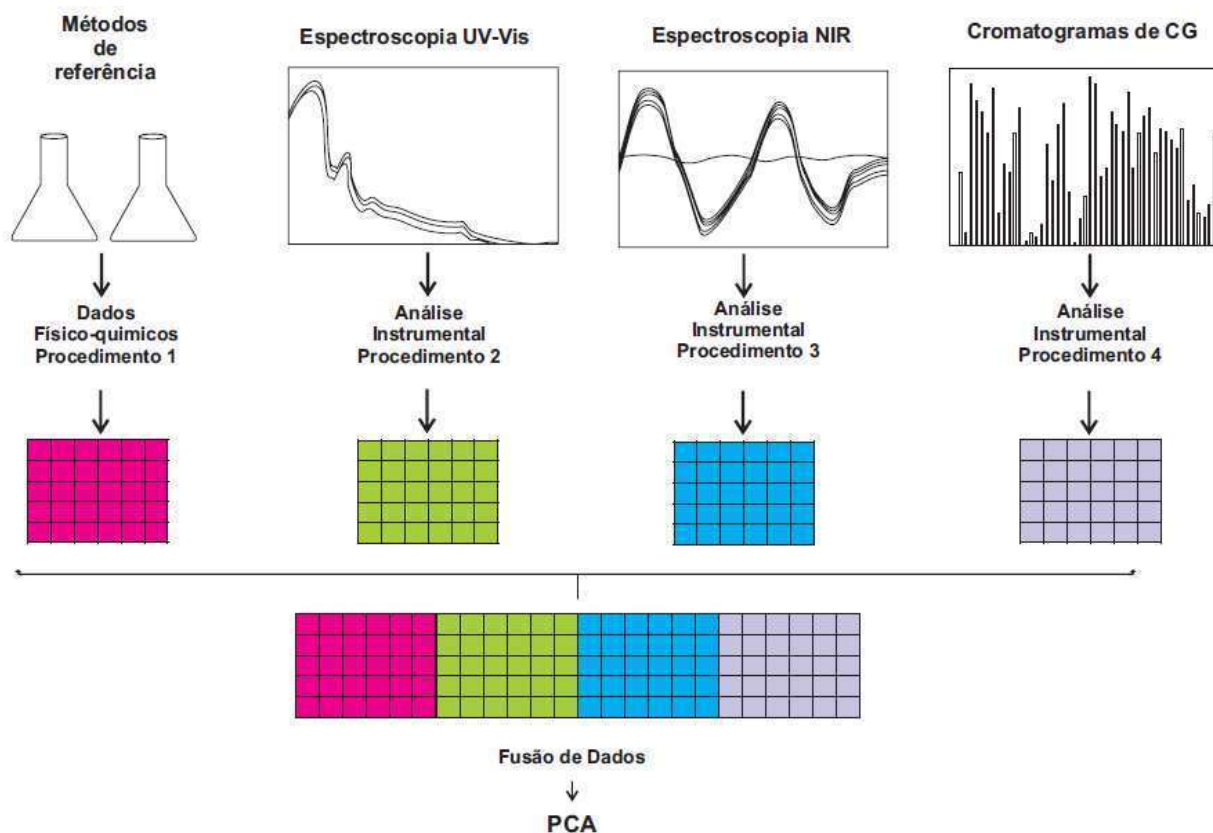 Métodos
de
referência
Espectroscopia UV-Vis
Espectroscopia NIR
Cromatogramas de CG
Dados
Físico-quimicos
Procedimento 1
Análise
Instrumental
Procedimento 2
Análise
Instrumental
Procedimento 3
Análise
Instrumental
Procedimento 4
Fusão de Dados
PCA